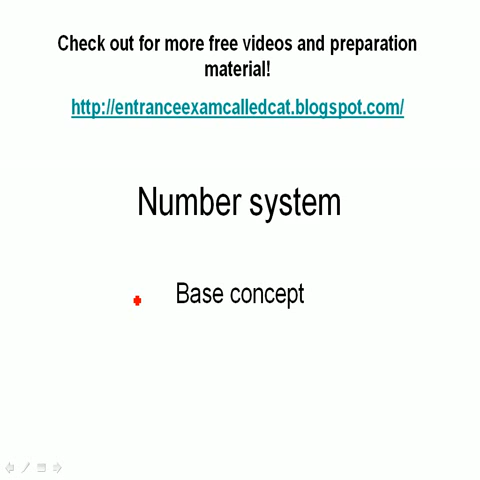 Check out for more free videos and preparation
material!
http://entranceexamcalledcat.blogspot.com/
Number system
Base concept